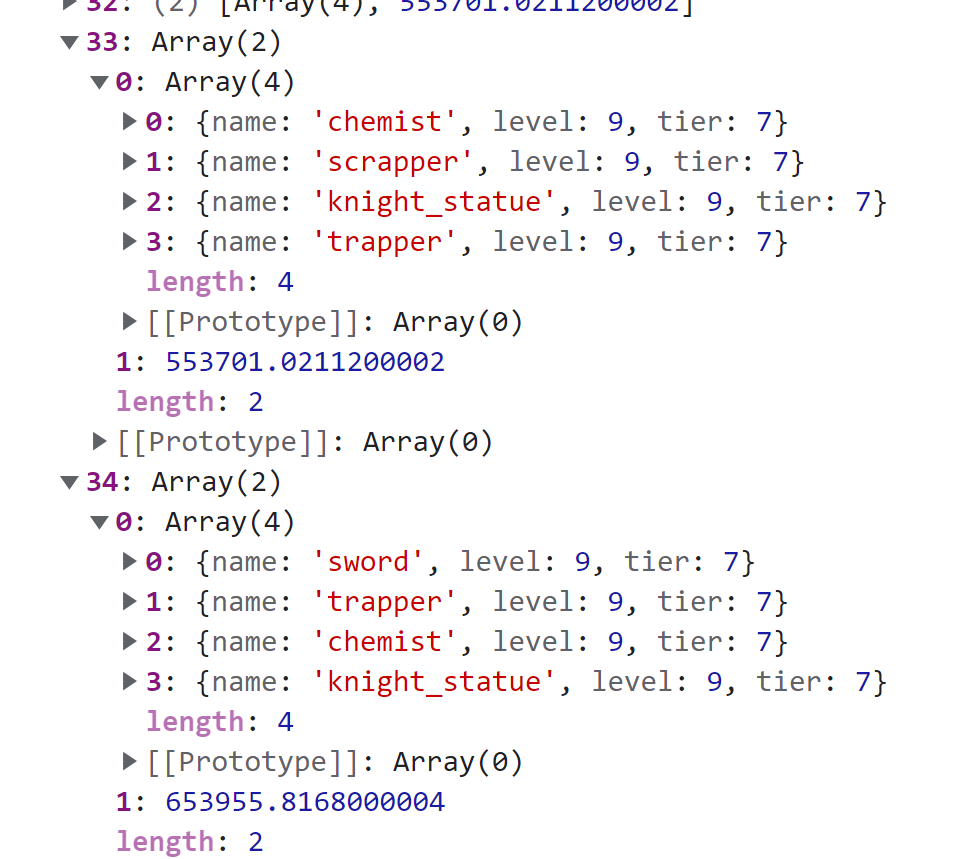 32: (2) [Array(4), 553701.0211200002]
33: Array(2)
0: Array(4)
0: {name: 'chemist', level: 9, tier: 7}
1: {name: 'scrapper', level: 9, tier: 7}
2: {name: 'knight_statue', level: 9, tier: 7}
3: {name: 'trapper', level: 9, tier: 7}
length: 4
[[Prototype]]: Array(0)
1: 553701.0211200002
length: 2
[[Prototype]]: Array(0)
34: Array(2)
0: Array(4)
0: {name: 'sword', level: 9, tier: 7}
1: {name: 'trapper', level: 9, tier: 7}
2: {name: 'chemist', level: 9, tier: 7}
3: {name: 'knight_statue', level: 9, tier: 7}
length: 4
[[Prototype]]: Array(0)
1: 653955.8168000004
length: 2